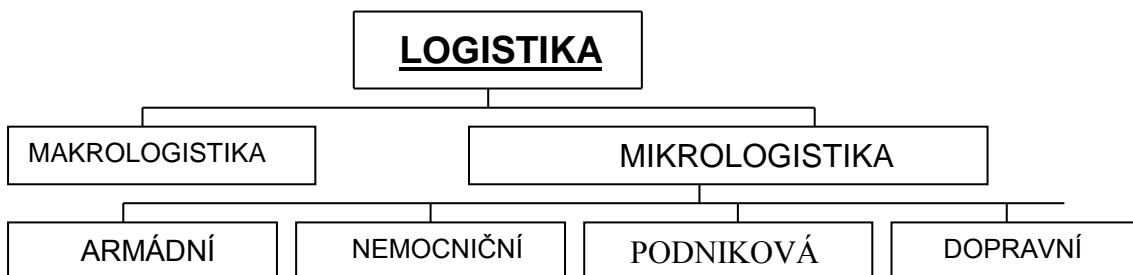 LOGISTIKA
MAKROLOGISTIKA
MIKROLOGISTIKA
ARMÁDNÍ
NEMOCNIČNÍ
PODNIKOVÁ
DOPRAVNÍ